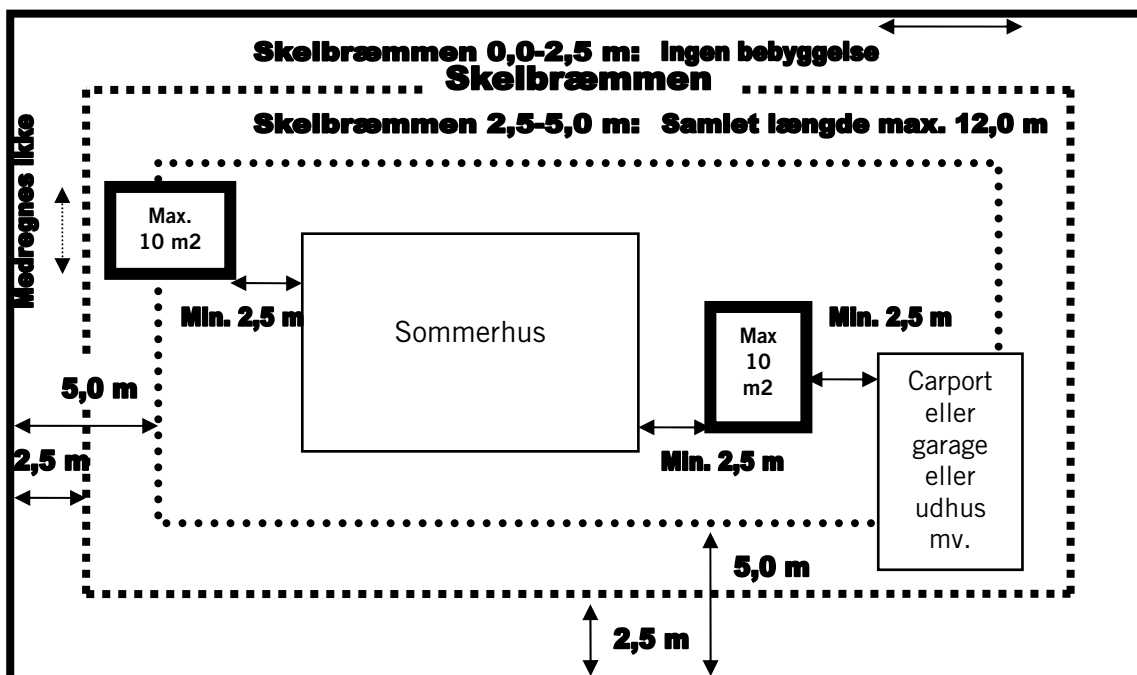 Skelbræmmen 0,0-2,5 m: Ingen bebyggelse
Skelbræmmen
Skelbræmmen 2,5-5,0 m: Samlet længde max. 12,0 m
Medregnes ikke
Max.
10 m2
Min. 2,5 m
Sommerhus
Max
10
m2
Min. 2,5 m
Min. 2,5 m
Carport
eller
garage
eller
udhus
mv.
5,0 m
2,5 m
5,0 m
2,5 m